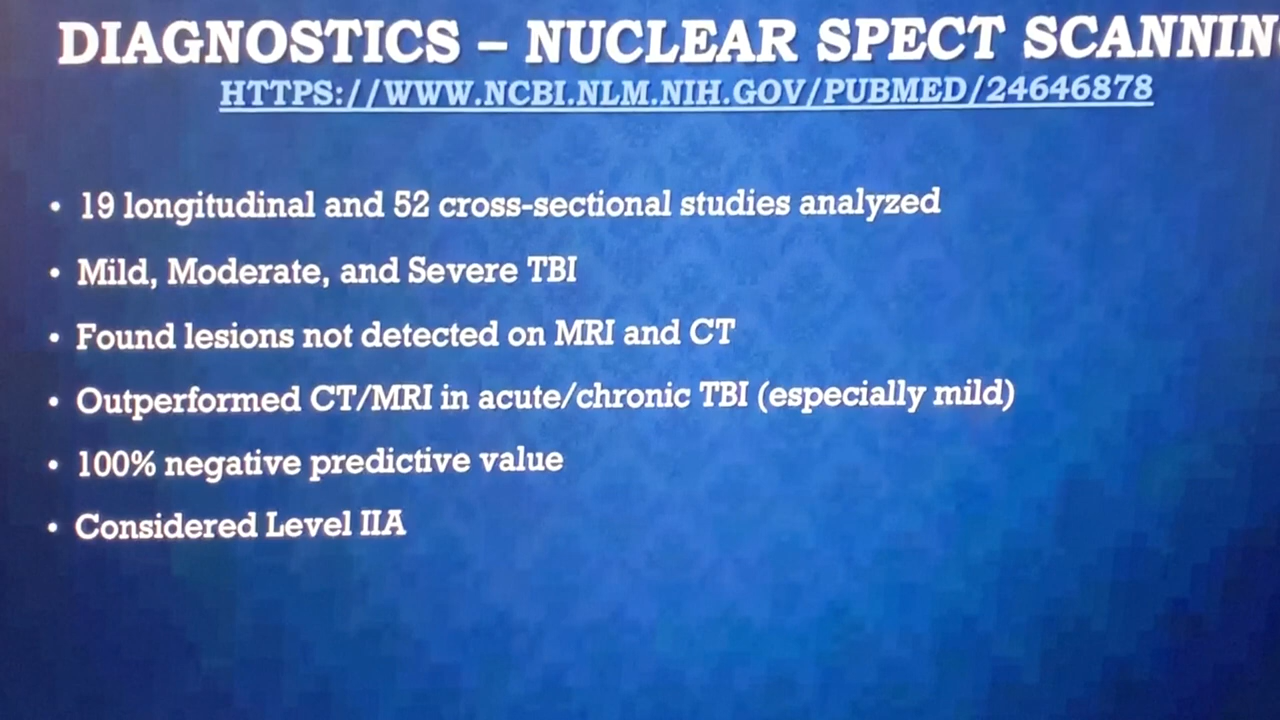 DIAGNOSTICS – NUCLEAR SPECT SCANNIN
HTTPS://WWW.NCBI.NLM.NIH.GOV/PUBMED/24646878
• 19 longitudinal and 52 cross-sectional studies analyzed
• Mild, Moderate, and Severe TBI
• Found lesions not detected on MRI and CT
• Outperformed CT/MRI in acute/chronic TBI (especially mild)
• 100% negative predictive value
• Considered Level IIA